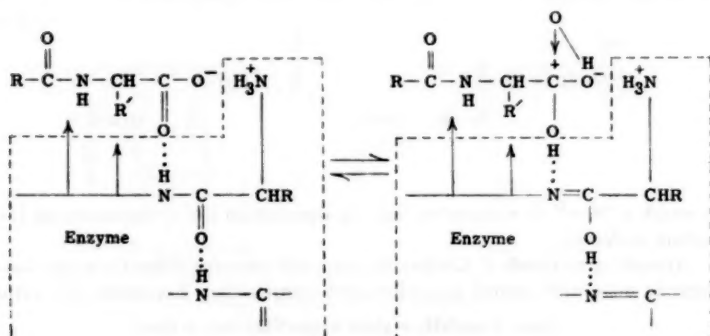 O O
R—C—N—CH—C—O⁻ H₃N⁺
H R′
O
H
N—C—CHR
O
Enzyme
H
—N—C—
O
O H
+
R—C—N—CH—C—O⁻ H₃N⁺
H R′
O
H
N=C—CHR
Enzyme
O
H
—N=C—